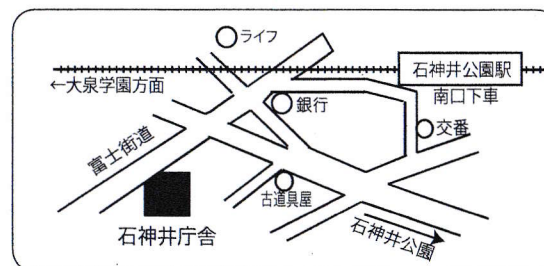 ライフ
石神井公園駅
←大泉学園方面
南口下車
銀行
交番
富士街道
古道具屋
石神井公園
石神井庁舎